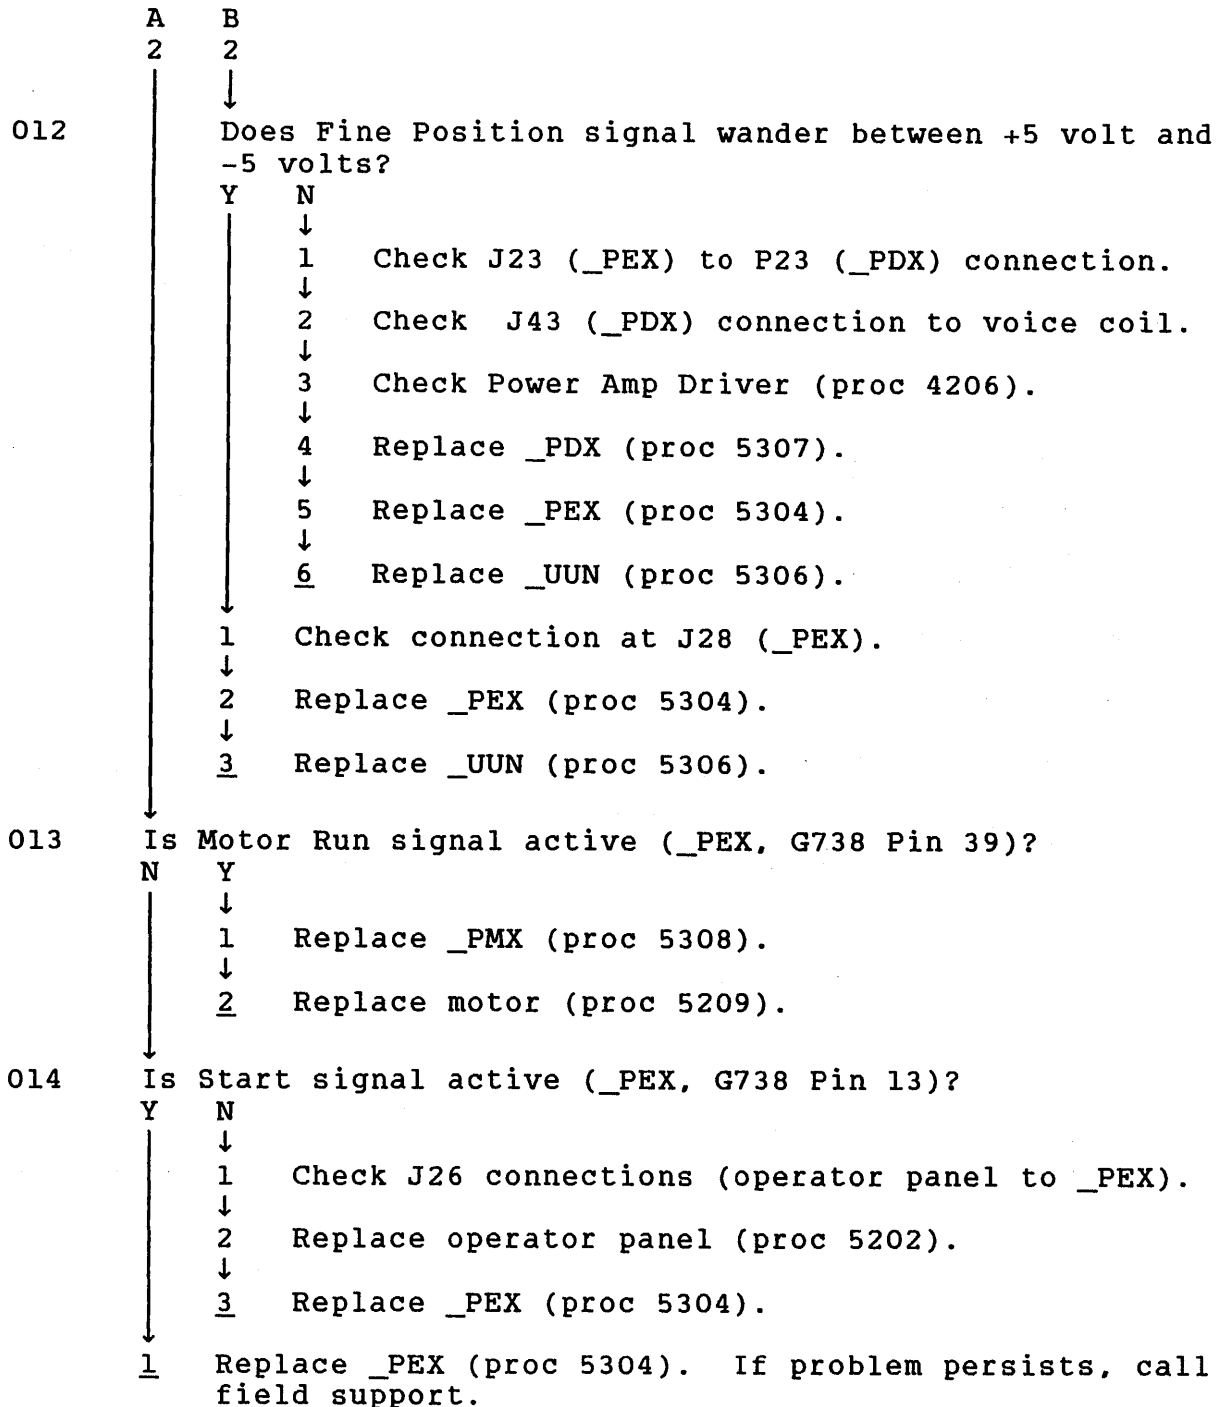 A B
2 2
012 Does Fine Position signal wander between +5 volt and
-5 volts?
Y N
1 Check J23 (_PEX) to P23 (_PDX) connection.
2 Check J43 (_PDX) connection to voice coil.
3 Check Power Amp Driver (proc 4206).
4 Replace _PDX (proc 5307).
5 Replace _PEX (proc 5304).
6 Replace _UUN (proc 5306).
1 Check connection at J28 (_PEX).
2 Replace _PEX (proc 5304).
3 Replace _UUN (proc 5306).
013 Is Motor Run signal active (_PEX, G738 Pin 39)?
N Y
1 Replace _PMX (proc 5308).
2 Replace motor (proc 5209).
014 Is Start signal active (_PEX, G738 Pin 13)?
Y N
1 Check J26 connections (operator panel to _PEX).
2 Replace operator panel (proc 5202).
3 Replace _PEX (proc 5304).
1 Replace _PEX (proc 5304). If problem persists, call
field support.